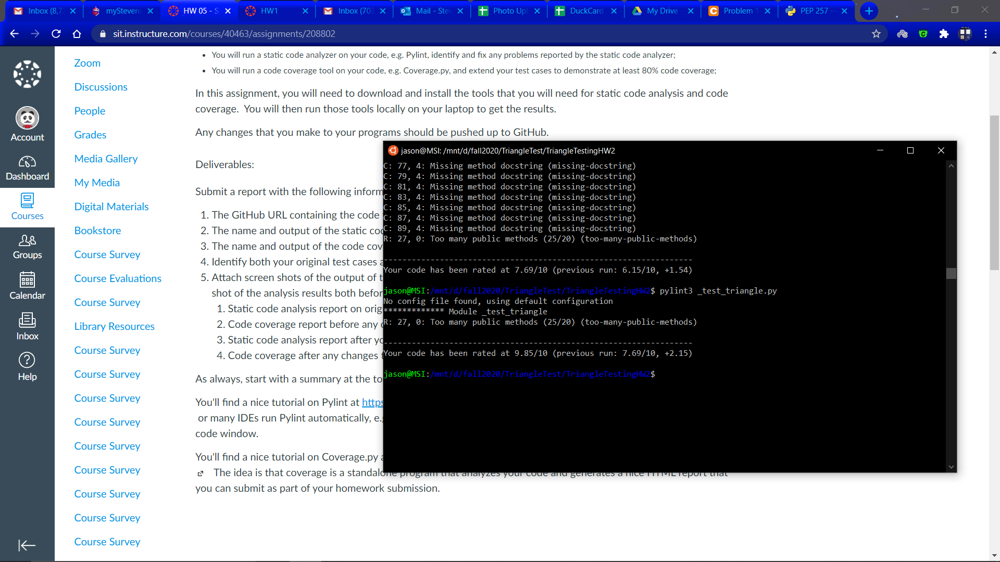 Inbox (8,7
mySteven
HW 05 - S
HW1
Inbox (703
Mail - Stev
Photo Upl
DuckCard
My Drive
Problem 1
PEP 257 -
sit.instructure.com/courses/40463/assignments/208802
Account
Dashboard
Courses
Groups
Calendar
Inbox
Help
Zoom
Discussions
People
Grades
Media Gallery
My Media
Digital Materials
Bookstore
Course Survey
Course Evaluations
Course Survey
Library Resources
Course Survey
Course Survey
Course Survey
Course Survey
Course Survey
Course Survey
Course Survey
Course Survey
Course Survey
You will run a static code analyzer on your code, e.g. Pylint, identify and fix any problems reported by the static code analyzer;
You will run a code coverage tool on your code, e.g. Coverage.py, and extend your test cases to demonstrate at least 80% code coverage;
In this assignment, you will need to download and install the tools that you will need for static code analysis and code
coverage.  You will then run those tools locally on your laptop to get the results.
Any changes that you make to your programs should be pushed up to GitHub.
Deliverables:
Submit a report with the following inform
1. The GitHub URL containing the code
2. The name and output of the static cod
3. The name and output of the code cov
4. Identify both your original test cases a
5. Attach screen shots of the output of t
shot of the analysis results both befor
1. Static code analysis report on orig
2. Code coverage report before any c
3. Static code analysis report after yo
4. Code coverage after any changes t
As always, start with a summary at the to
You'll find a nice tutorial on Pylint at https
or many IDEs run Pylint automatically, e.g
code window.
You'll find a nice tutorial on Coverage.py a
The idea is that coverage is a standalone program that analyzes your code and generates a nice HTML report that
you can submit as part of your homework submission.
jason@MSI: /mnt/d/fall2020/TriangleTest/TriangleTestingHW2
C: 77, 4: Missing method docstring (missing-docstring)
C: 79, 4: Missing method docstring (missing-docstring)
C: 81, 4: Missing method docstring (missing-docstring)
C: 83, 4: Missing method docstring (missing-docstring)
C: 85, 4: Missing method docstring (missing-docstring)
C: 87, 4: Missing method docstring (missing-docstring)
C: 89, 4: Missing method docstring (missing-docstring)
R: 27, 0: Too many public methods (25/20) (too-many-public-methods)
------------------------------------------------------------------
Your code has been rated at 7.69/10 (previous run: 6.15/10, +1.54)
jason@MSI:/mnt/d/fall2020/TriangleTest/TriangleTestingHW2$ pylint3 _test_triangle.py
No config file found, using default configuration
************* Module _test_triangle
R: 27, 0: Too many public methods (25/20) (too-many-public-methods)
------------------------------------------------------------------
Your code has been rated at 9.85/10 (previous run: 7.69/10, +2.15)
jason@MSI:/mnt/d/fall2020/TriangleTest/TriangleTestingHW2$